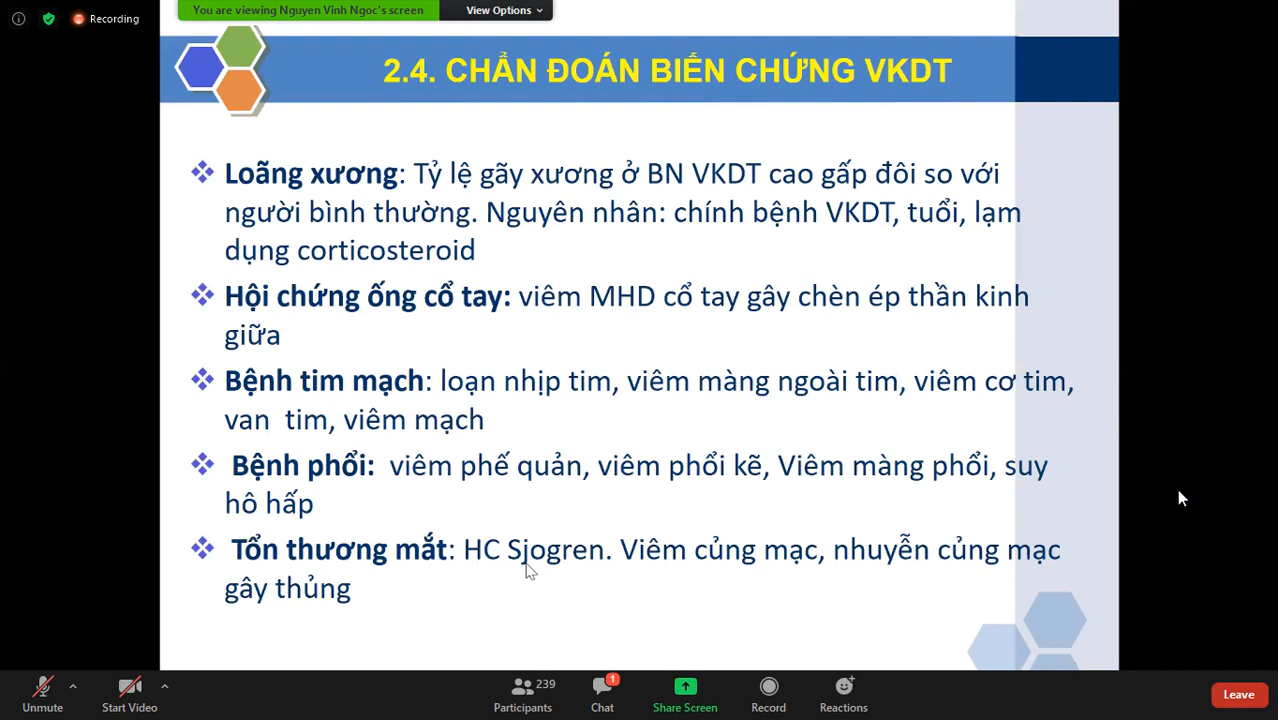 You are viewing Nguyen Vinh Ngoc's screen
View Options
Recording
2.4. CHẨN ĐOÁN BIẾN CHỨNG VKDT
Loãng xương: Tỷ lệ gãy xương ở BN VKDT cao gấp đôi so với
người bình thường. Nguyên nhân: chính bệnh VKDT, tuổi, lạm
dụng corticosteroid
Hội chứng ống cổ tay: viêm MHD cổ tay gây chèn ép thần kinh
giữa
Bệnh tim mạch: loạn nhịp tim, viêm màng ngoài tim, viêm cơ tim,
van tim, viêm mạch
Bệnh phổi: viêm phế quản, viêm phổi kẽ, Viêm màng phổi, suy
hô hấp
Tổn thương mắt: HC Sjogren. Viêm củng mạc, nhuyễn củng mạc
gây thủng
Unmute
Start Video
239
Participants
1
Chat
Share Screen
Record
Reactions
Leave